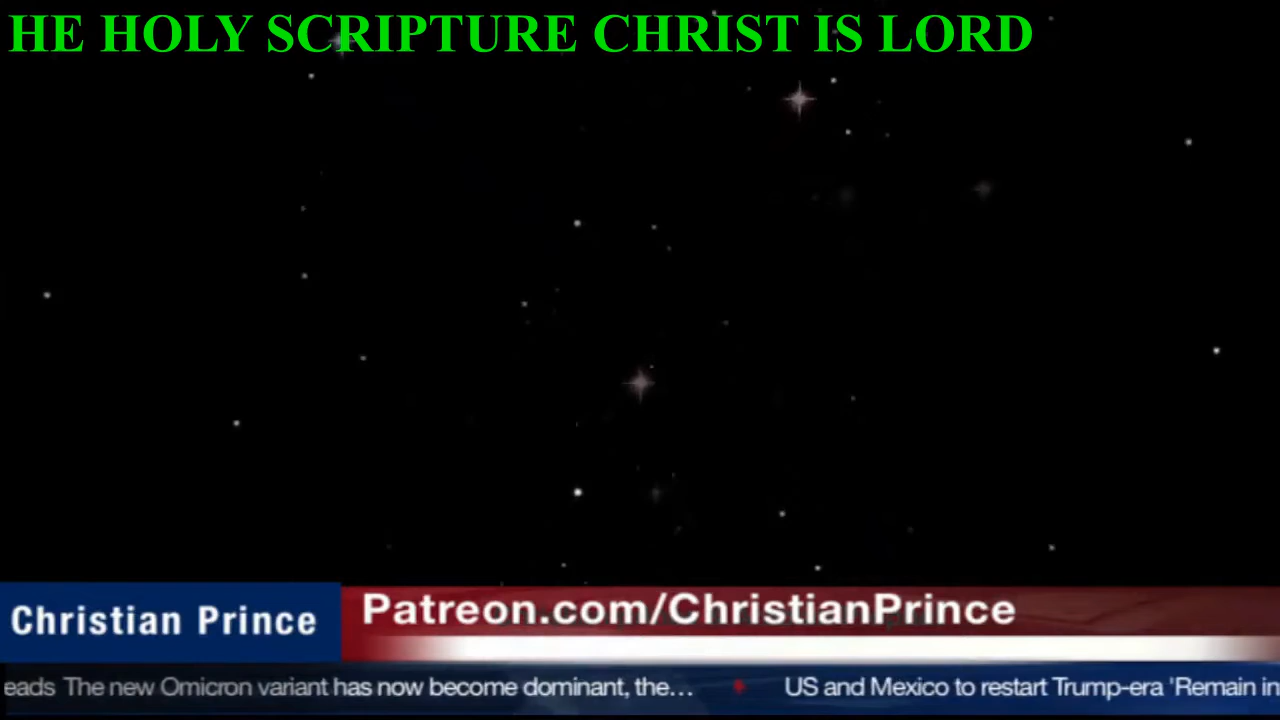 HE HOLY SCRIPTURE CHRIST IS LORD
Christian Prince
Patreon.com/ChristianPrince
eads The new Omicron variant has now become dominant, the... US and Mexico to restart Trump-era 'Remain in